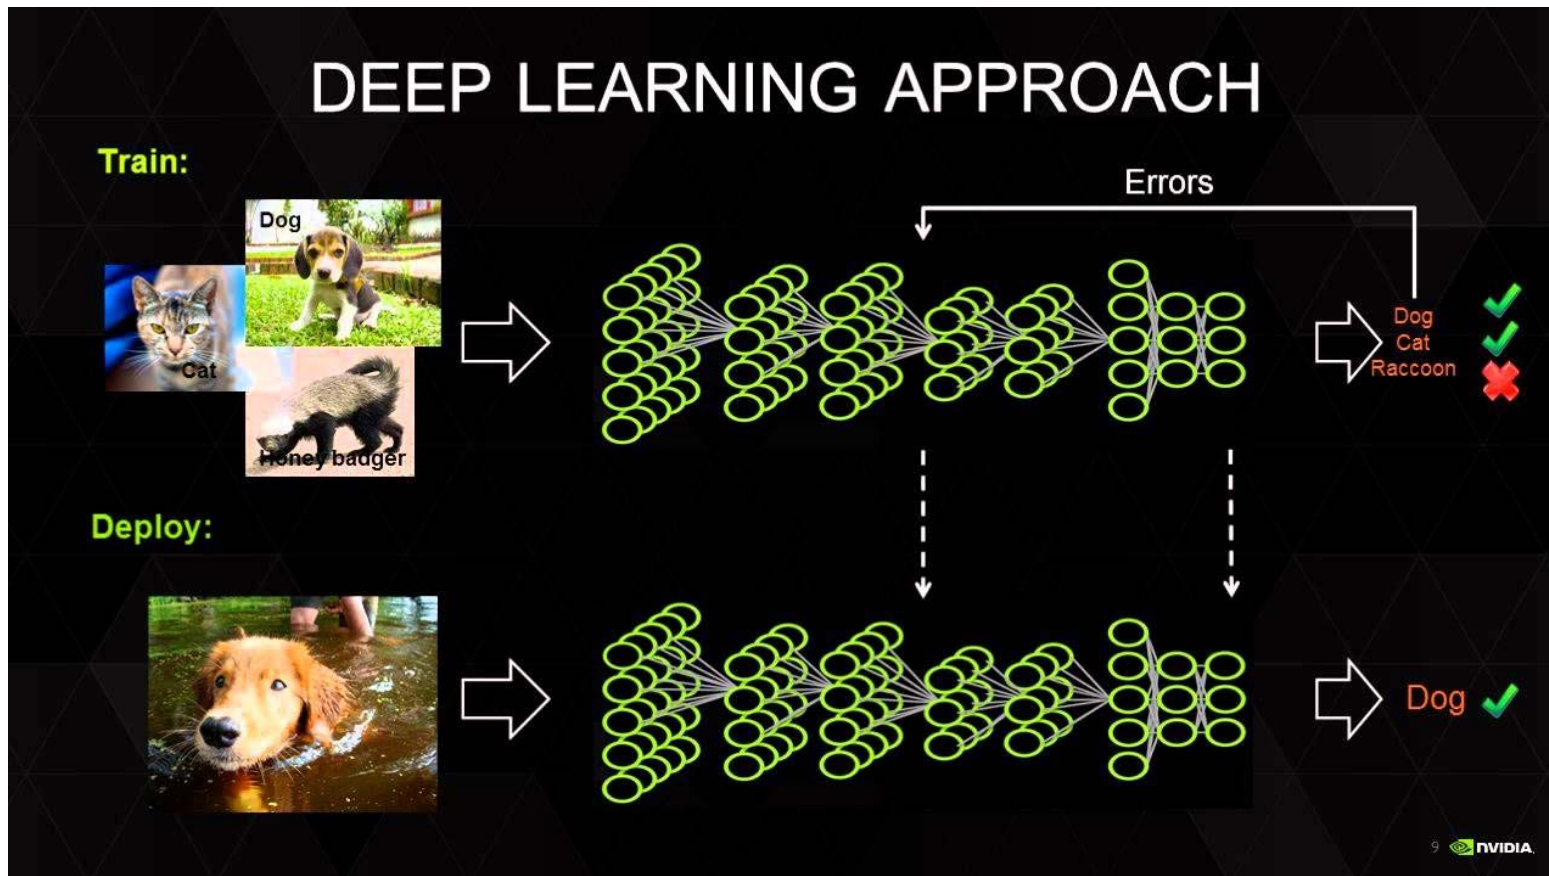 DEEP LEARNING APPROACH
Train:
Errors
Dog
Cat
Honey badger
Dog
Cat
Raccoon
Deploy:
Dog
9
NVIDIA.